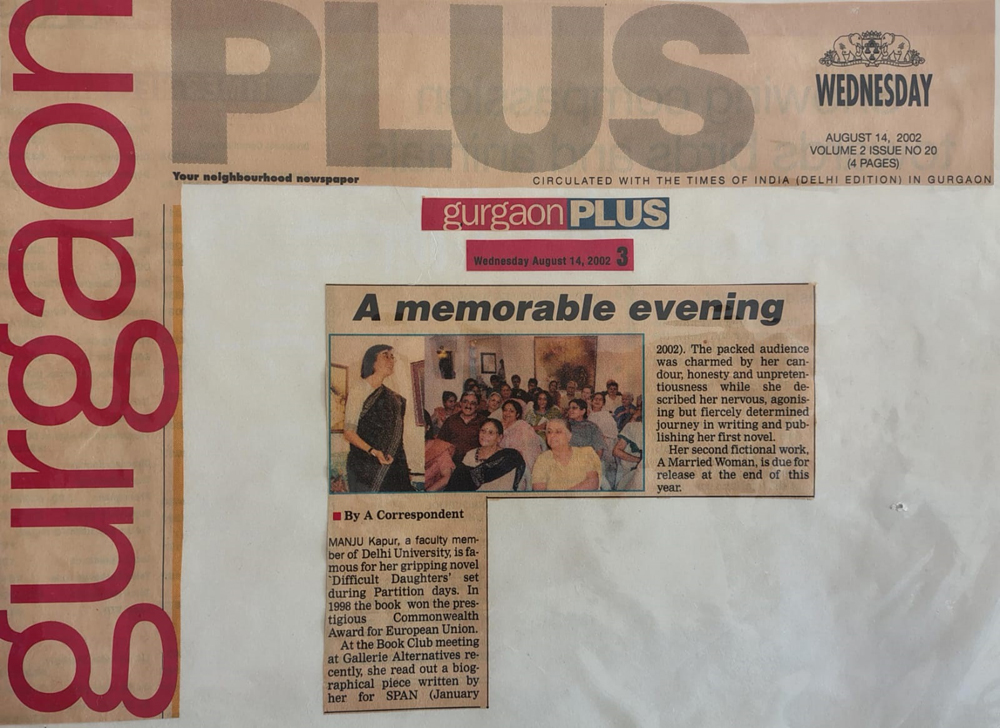 gurgaon
PLUS
WEDNESDAY
AUGUST 14, 2002
VOLUME 2 ISSUE NO 20
(4 PAGES)
Your neighbourhood newspaper
CIRCULATED WITH THE TIMES OF INDIA (DELHI EDITION) IN GURGAON
gurgaon PLUS
Wednesday August 14, 2002 3
A memorable evening
By A Correspondent
MANJU Kapur, a faculty mem-
ber of Delhi University, is fa-
mous for her gripping novel
'Difficult Daughters' set
during Partition days. In
1998 the book won the pres-
tigious Commonwealth
Award for European Union.
At the Book Club meeting
at Gallerie Alternatives re-
cently, she read out a biog-
raphical piece written by
her for SPAN (January
2002). The packed audience
was charmed by her can-
dour, honesty and unpreten-
tiousness while she de-
scribed her nervous, agonis-
ing but fiercely determined
journey in writing and pub-
lishing her first novel.
Her second fictional work,
A Married Woman, is due for
release at the end of this
year.